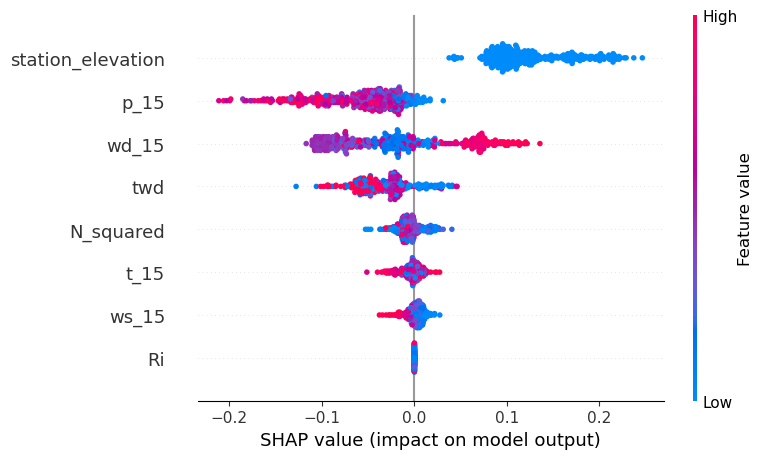 High
station_elevation
p_15
wd_15
twd
N_squared
t_15
ws_15
Ri
Feature value
Low
−0.2 −0.1 0.0 0.1 0.2
SHAP value (impact on model output)